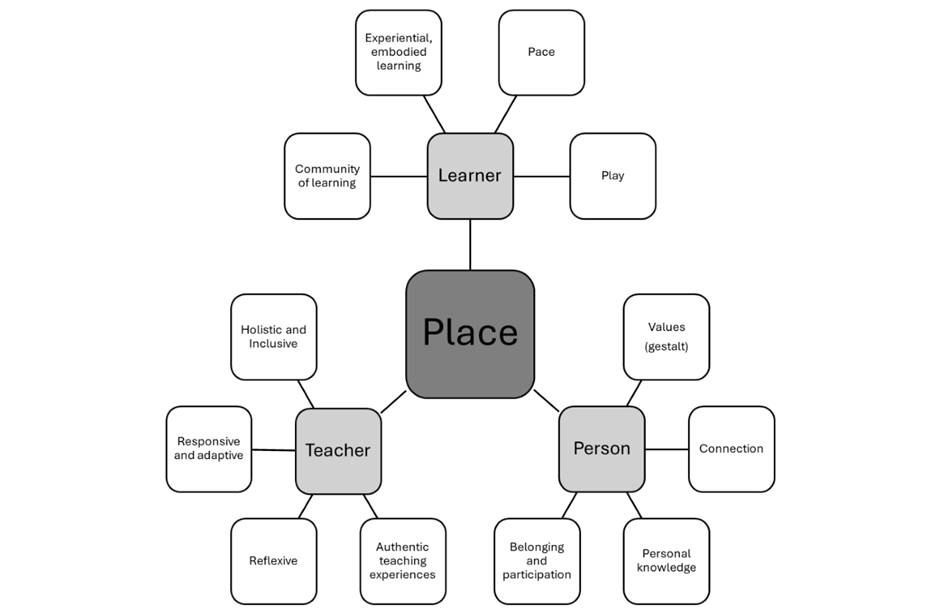 Experiential,
embodied
learning
Pace
Community
of learning
Learner
Play
Place
Holistic and
Inclusive
Values
(gestalt)
Responsive
and adaptive
Teacher
Person
Connection
Reflexive
Authentic
teaching
experiences
Belonging
and
participation
Personal
knowledge